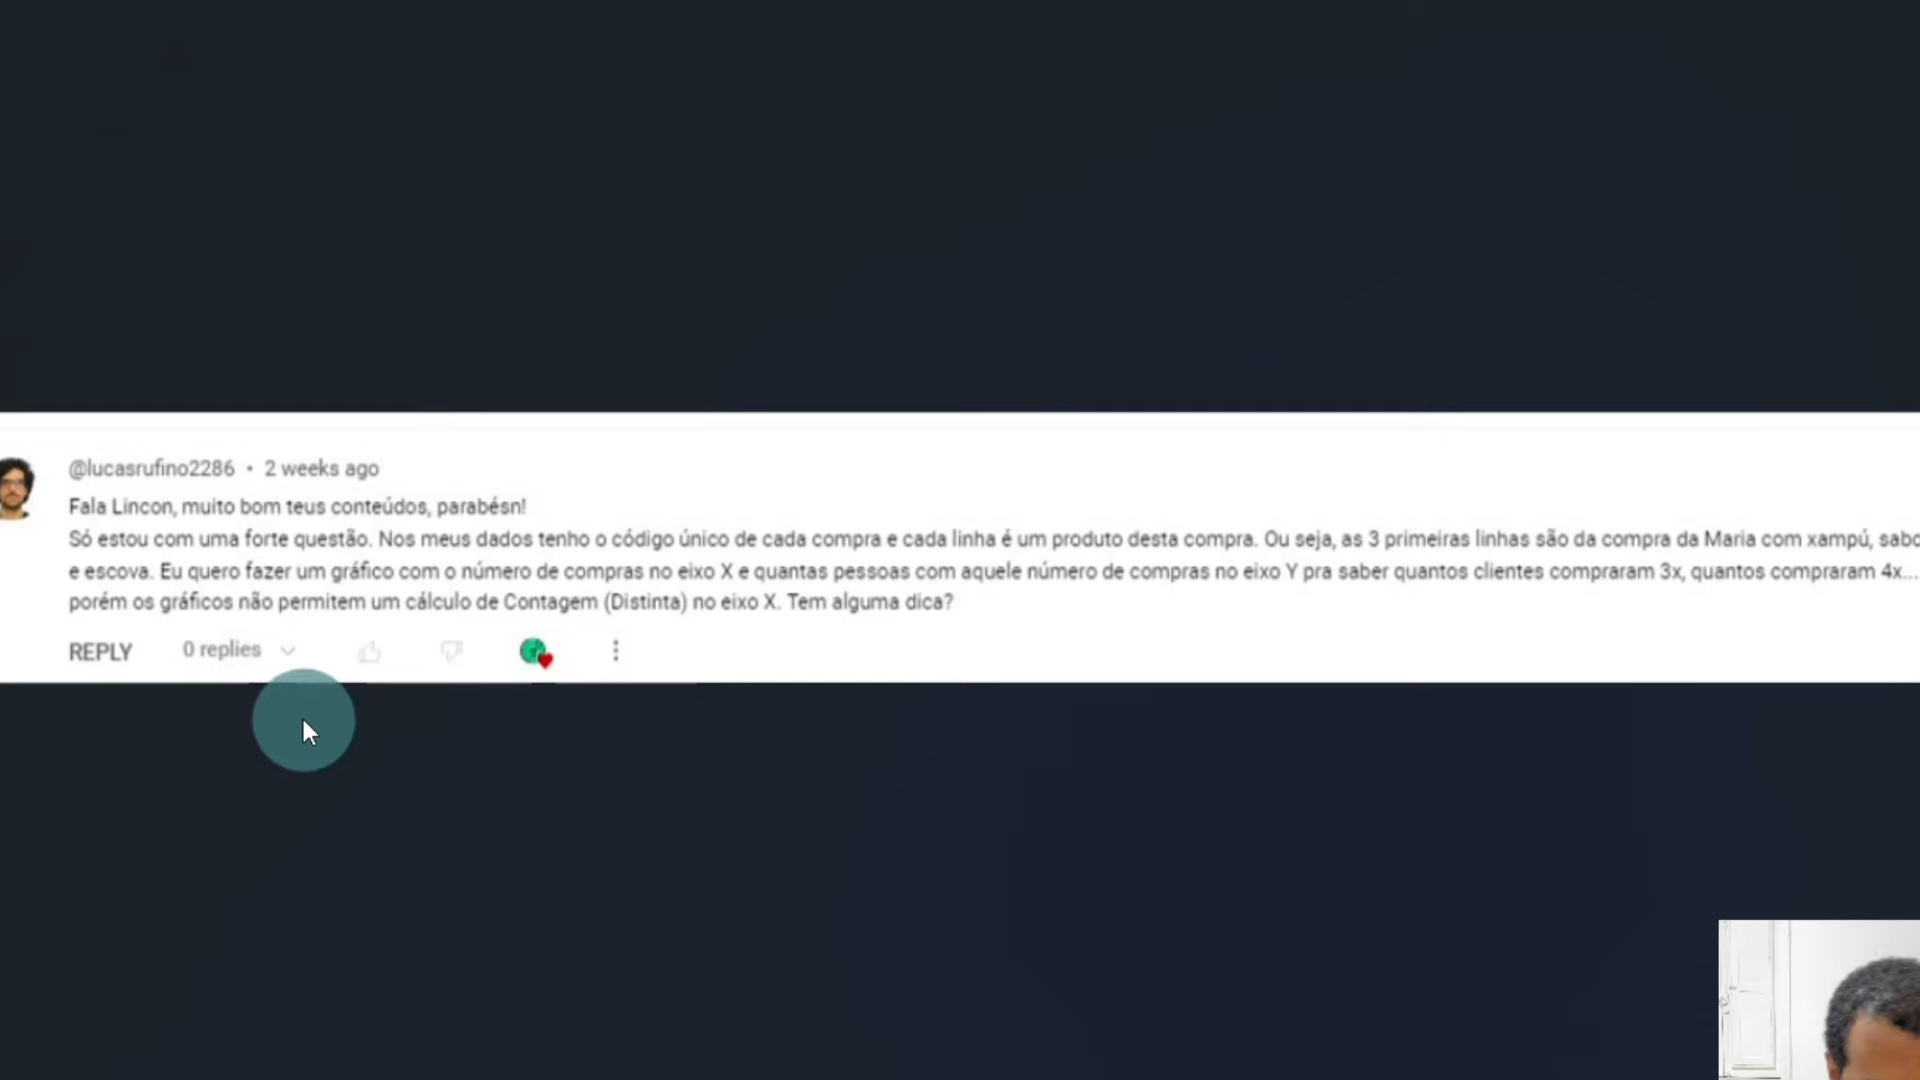 @lucasrufino2286 • 2 weeks ago
Fala Lincon, muito bom teus conteúdos, parabésn!
Só estou com uma forte questão. Nos meus dados tenho o código único de cada compra e cada linha é um produto desta compra. Ou seja, as 3 primeiras linhas são da compra da Maria com xampú, sabo
e escova. Eu quero fazer um gráfico com o número de compras no eixo X e quantas pessoas com aquele número de compras no eixo Y pra saber quantos clientes compraram 3x, quantos compraram 4x...
porém os gráficos não permitem um cálculo de Contagem (Distinta) no eixo X. Tem alguma dica?
REPLY 0 replies